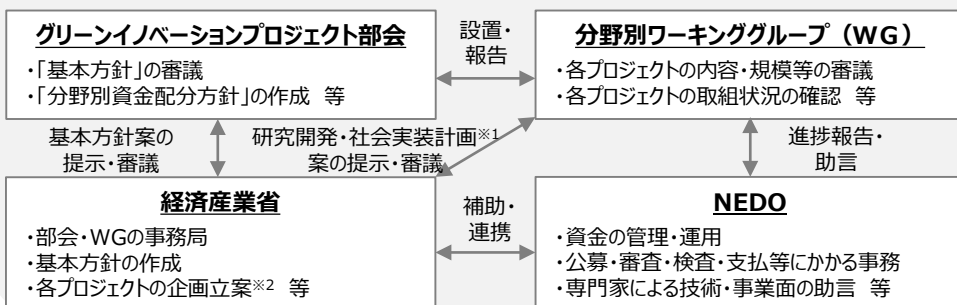 グリーンイノベーションプロジェクト部会
・「基本方針」の審議
・「分野別資金配分方針」の作成 等
設置・
報告
分野別ワーキンググループ（WG）
・各プロジェクトの内容・規模等の審議
・各プロジェクトの取組状況の確認 等
基本方針案の
提示・審議
研究開発・社会実装計画※1
案の提示・審議
進捗報告・
助言
経済産業省
・部会・WGの事務局
・基本方針の作成
・各プロジェクトの企画立案※2 等
補助・
連携
NEDO
・資金の管理・運用
・公募・審査・検査・支払等にかかる事務
・専門家による技術・事業面の助言 等